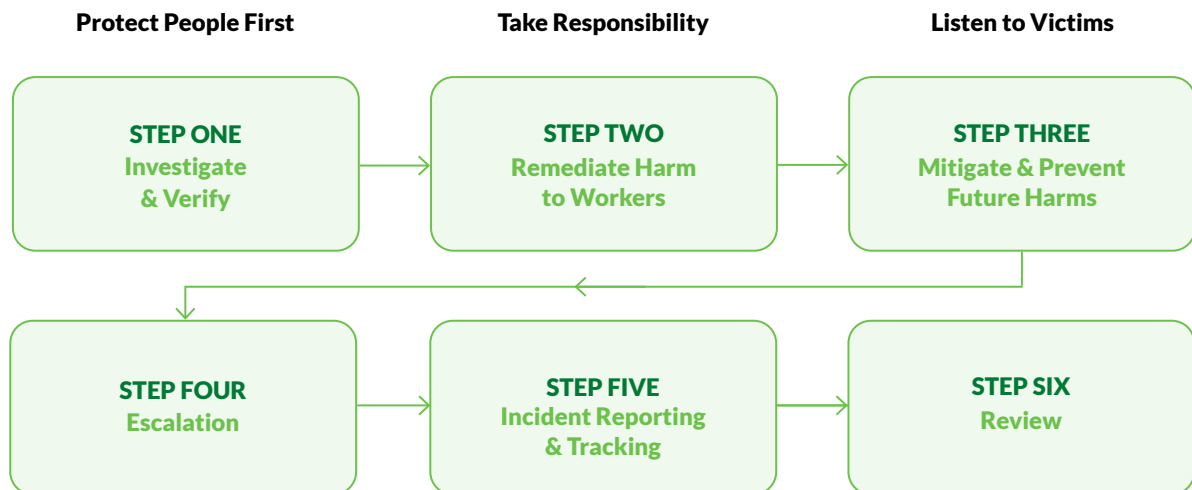 Protect People First
Take Responsibility
Listen to Victims
STEP ONE
Investigate
& Verify
STEP TWO
Remediate Harm
to Workers
STEP THREE
Mitigate & Prevent
Future Harms
STEP FOUR
Escalation
STEP FIVE
Incident Reporting
& Tracking
STEP SIX
Review